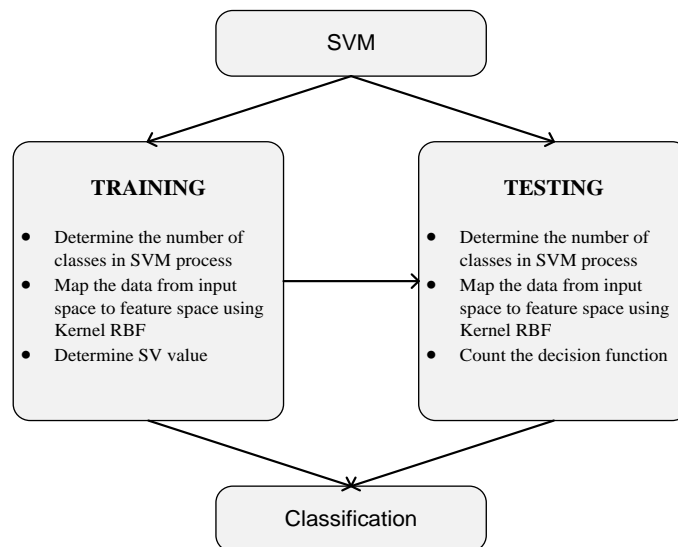 SVM
TRAINING
• Determine the number of
classes in SVM process
• Map the data from input
space to feature space using
Kernel RBF
• Determine SV value
TESTING
• Determine the number of
classes in SVM process
• Map the data from input
space to feature space using
Kernel RBF
• Count the decision function
Classification